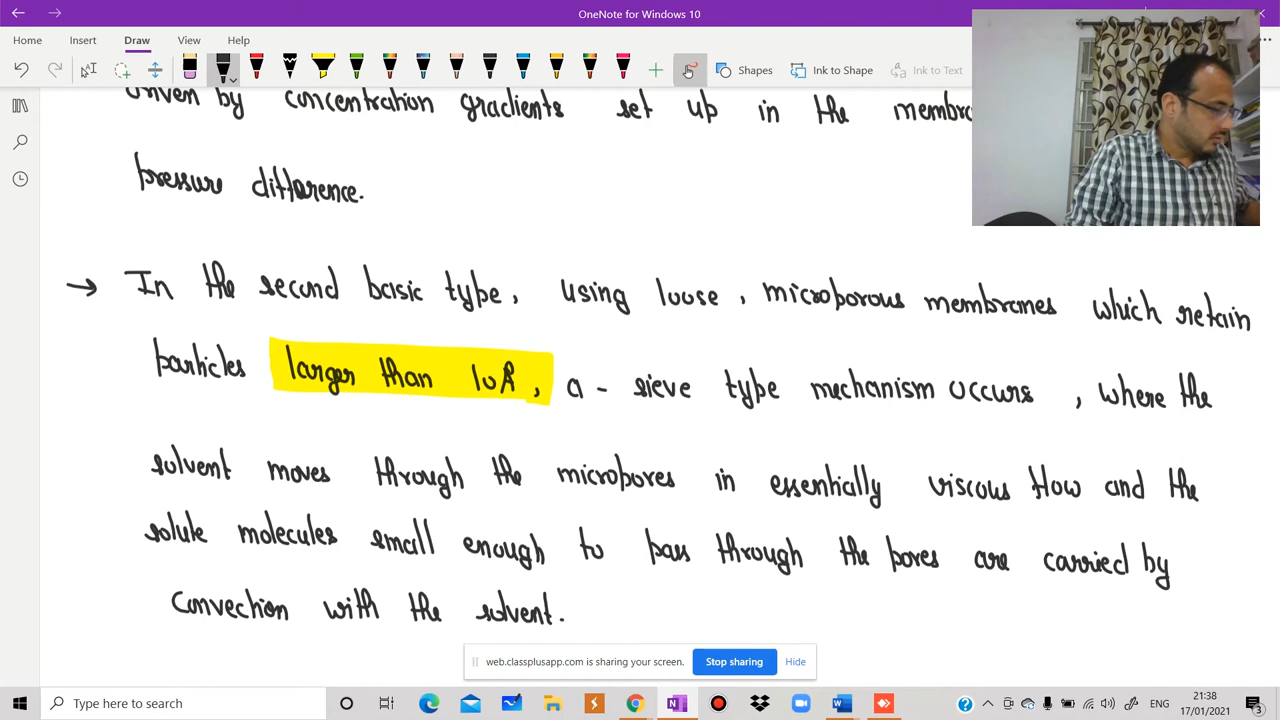 OneNote for Windows 10
Home Insert Draw View Help
Shapes Ink to Shape Ink to Text
driven by concentration gradients set up in the
pressure difference.
→ In the second basic type, using loose, microporous membranes which retain
particles larger than 10Å, a - sieve type mechanism occurs, where the
solvent moves through the micropores in essentially viscous flow and the
solute molecules small enough to pass through the pores are carried by
convection with the solvent.
web.classplusapp.com is sharing your screen. Stop sharing Hide
Type here to search
ENG
21:38
17/01/2021
3